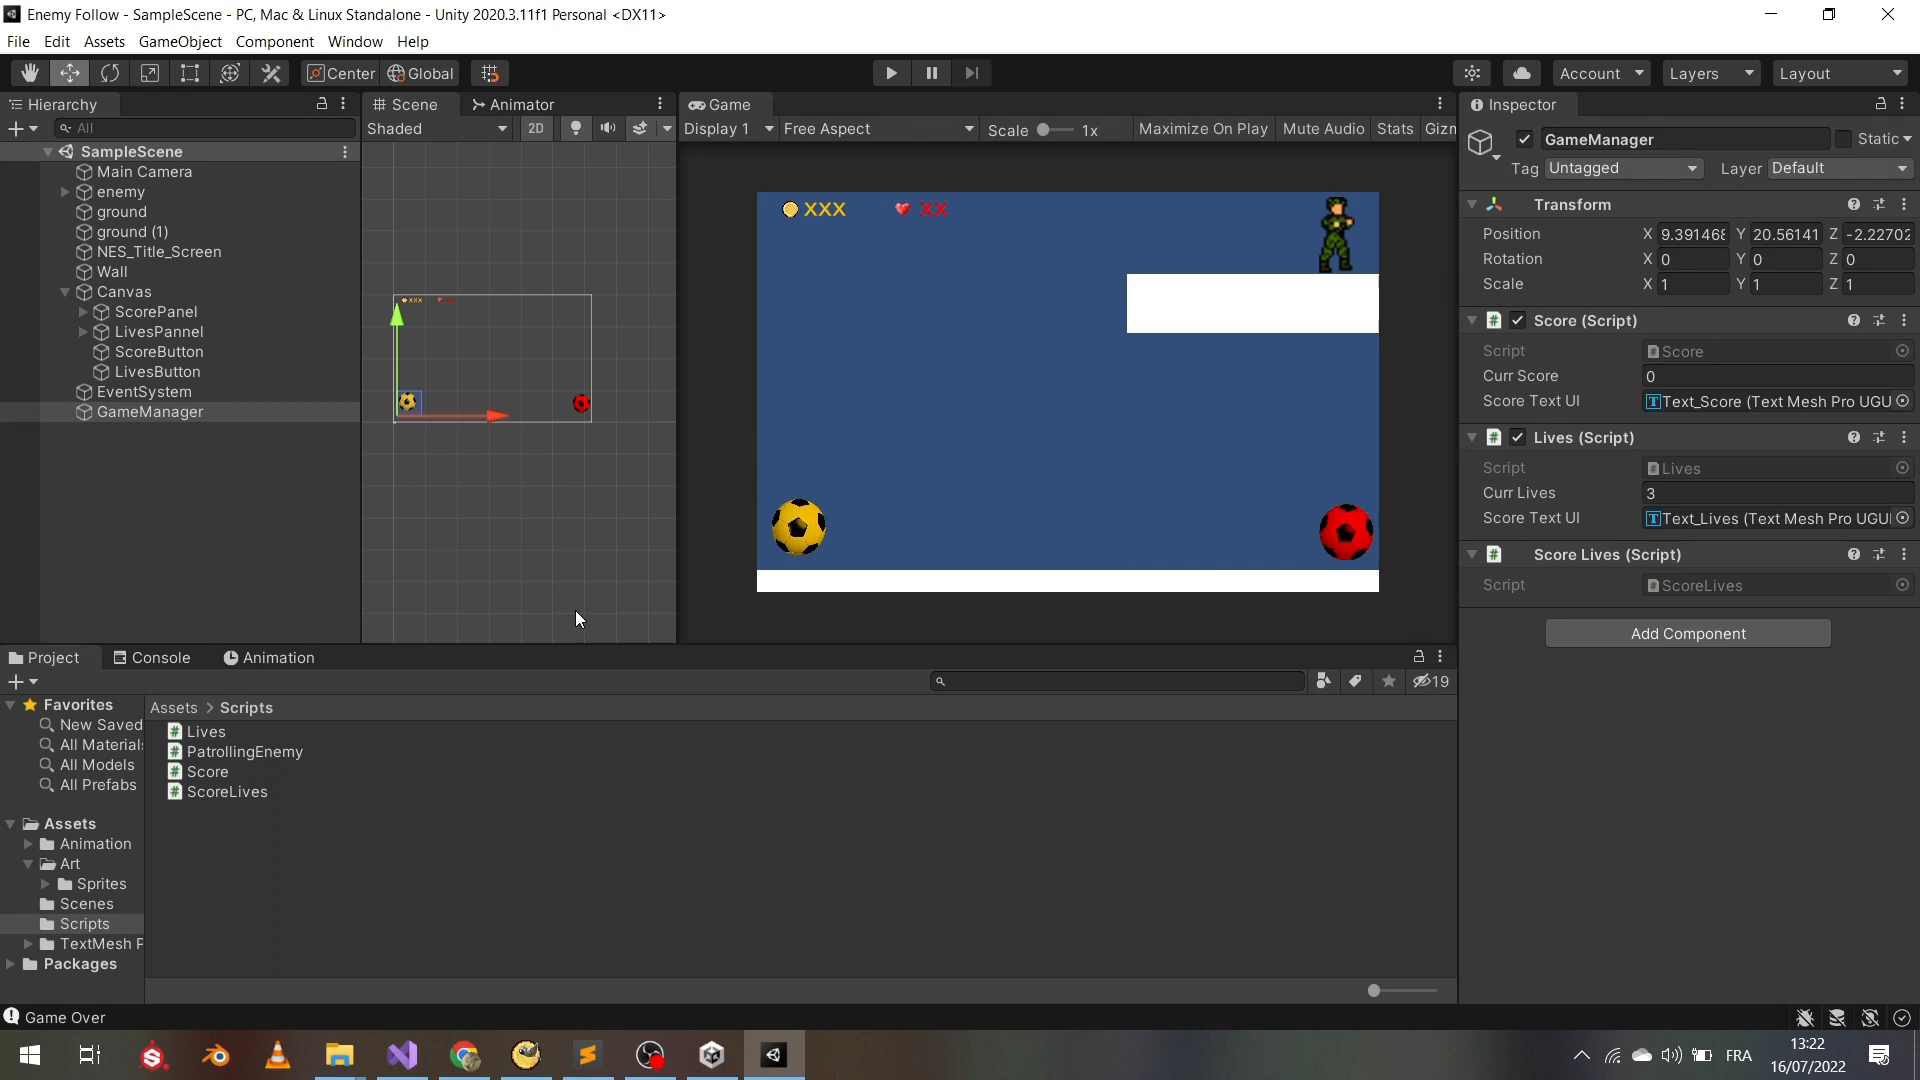 Enemy Follow - SampleScene - PC, Mac & Linux Standalone - Unity 2020.3.11f1 Personal <DX11>
File Edit Assets GameObject Component Window Help
Center Global Account Layers Layout
Hierarchy
All
SampleScene
Main Camera
enemy
ground
ground (1)
NES_Title_Screen
Wall
Canvas
ScorePanel
LivesPannel
ScoreButton
LivesButton
EventSystem
GameManager
Scene Animator
Shaded 2D
XXX
Game
Display 1 Free Aspect Scale 1x Maximize On Play Mute Audio Stats Gizn
XXX XX
Inspector
GameManager Static
Tag Untagged Layer Default
Transform
Position X 9.391468 Y 20.56141 Z -2.22702
Rotation X 0 Y 0 Z 0
Scale X 1 Y 1 Z 1
Score (Script)
Script Score
Curr Score 0
Score Text UI Text_Score (Text Mesh Pro UGU
Lives (Script)
Script Lives
Curr Lives 3
Score Text UI Text_Lives (Text Mesh Pro UGUI
Score Lives (Script)
Script ScoreLives
Add Component
Project Console Animation
19
Favorites
New Saved
All Material
All Models
All Prefabs
Assets
Animation
Art
Sprites
Scenes
Scripts
TextMesh P
Packages
Assets > Scripts
Lives
PatrollingEnemy
Score
ScoreLives
Game Over
FRA
13:22
16/07/2022